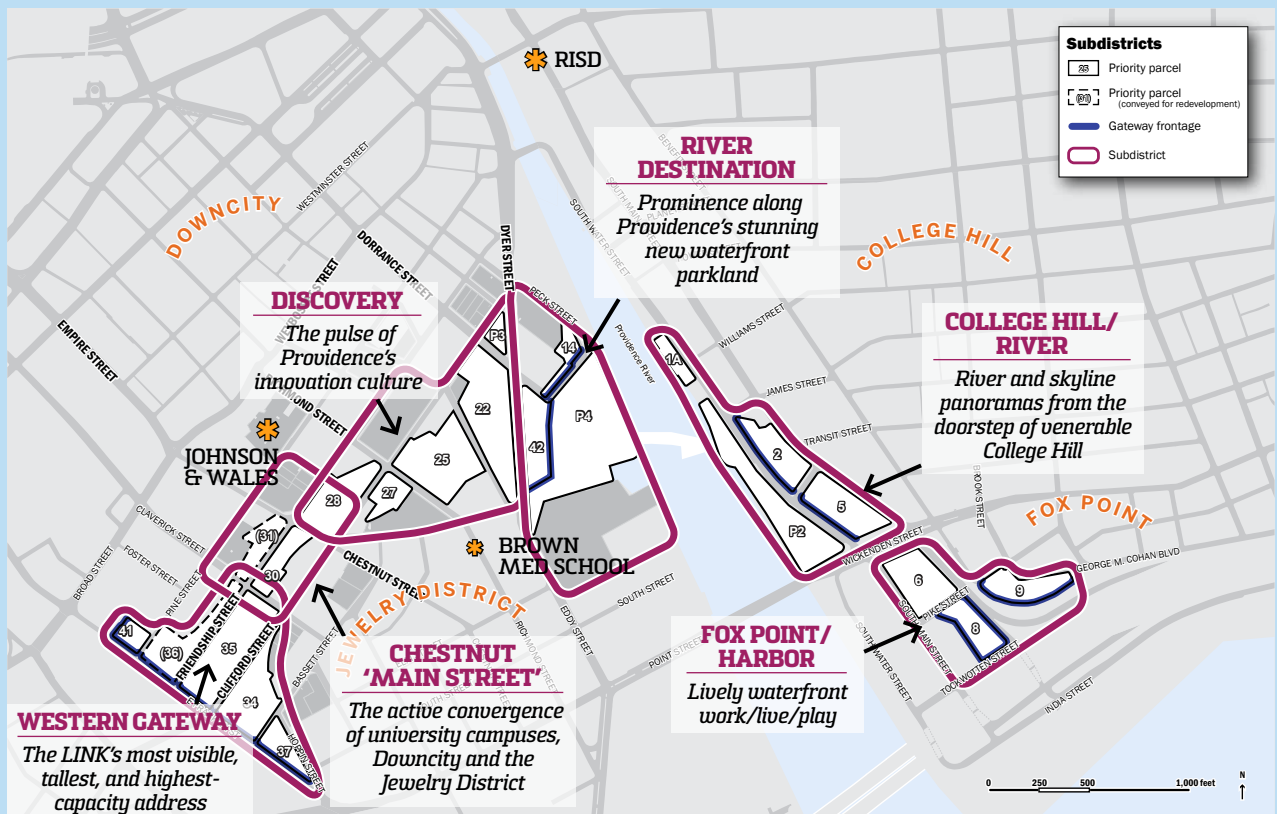 RISD
Subdistricts
25 Priority parcel
(31) Priority parcel
(conveyed for redevelopment)
Gateway frontage
Subdistrict
RIVER
DESTINATION
Prominence along
Providence's stunning
new waterfront
parkland
DOWNCITY
WESTMINSTER STREET
SOUTH WATER STREET
COLLEGE HILL
DORRANCE STREET
DYER STREET
PECK STREET
EMPIRE STREET
DISCOVERY
The pulse of
Providence's
innovation culture
Providence River
WILLIAMS STREET
JAMES STREET
TRANSIT STREET
COLLEGE HILL/
RIVER
River and skyline
panoramas from the
doorstep of venerable
College Hill
P3
14
1A
22
P4
42
25
27
28
2
5
P2
JOHNSON
& WALES
BROOK STREET
FOX POINT
CLAVERICK STREET
FOSTER STREET
BROAD STREET
PINE STREET
(31)
30
CHESTNUT STREET
BROWN
MED SCHOOL
JEWELRY DISTRICT
WICKENDEN STREET
GEORGE M. COHAN BLVD
6
9
8
PIKE STREET
SOUTH MAIN STREET
TOCKWOTTEN STREET
INDIA STREET
SOUTH WATER STREET
SOUTH STREET
POINT STREET
EDDY STREET
RICHMOND STREET
BASSETT STREET
FRIENDSHIP STREET
CLIFFORD STREET
41
(36)
35
34
37
HOPPIN STREET
FOX POINT/
HARBOR
Lively waterfront
work/live/play
CHESTNUT
'MAIN STREET'
The active convergence
of university campuses,
Downcity and the
Jewelry District
WESTERN GATEWAY
The LINK's most visible,
tallest, and highest-
capacity address
0 250 500 1,000 feet
N